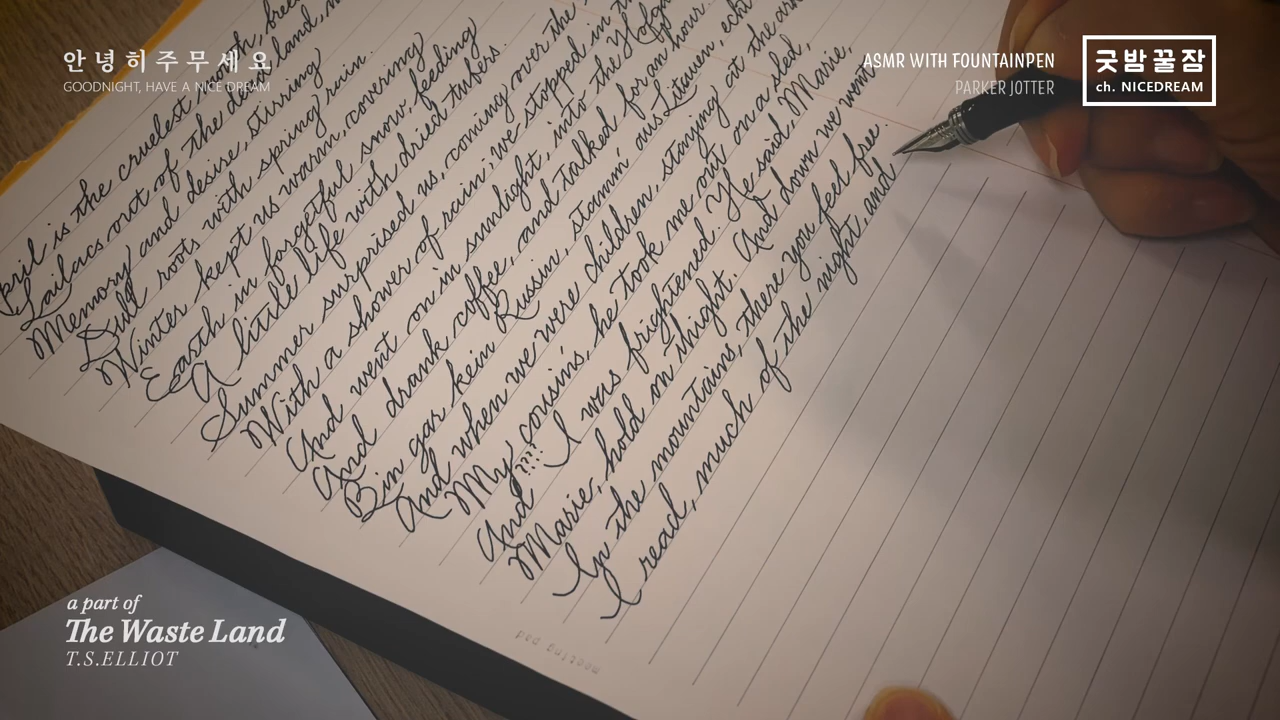 안녕히주무세요
GOODNIGHT, HAVE A NICE DREAM
ASMR WITH FOUNTAINPEN
PARKER JOTTER
굿밤꿀잠
ch. NICEDREAM
April is the cruelest month,
Lilacs out of the dead land,
Memory and desire, stirring
Dull roots with spring rain.
Winter kept us warm, covering
Earth in forgetful snow, feeding
A little life with dried tubers.
Summer surprised us, coming over the
With a shower of rain; we stopped in
And went on in sunlight, into the
And drank coffee, and talked for an hour.
Bin gar kein Russin, stamm' aus Litauen,
And when we were children, staying at the
My cousins, he took me out on a sled,
And I was frightened. He said, Marie,
Marie, hold on thight. And down we went.
In the mountains, there you feel free.
I read, much of the night, and
meeting pad
a part of
The Waste Land
T.S.ELLIOT